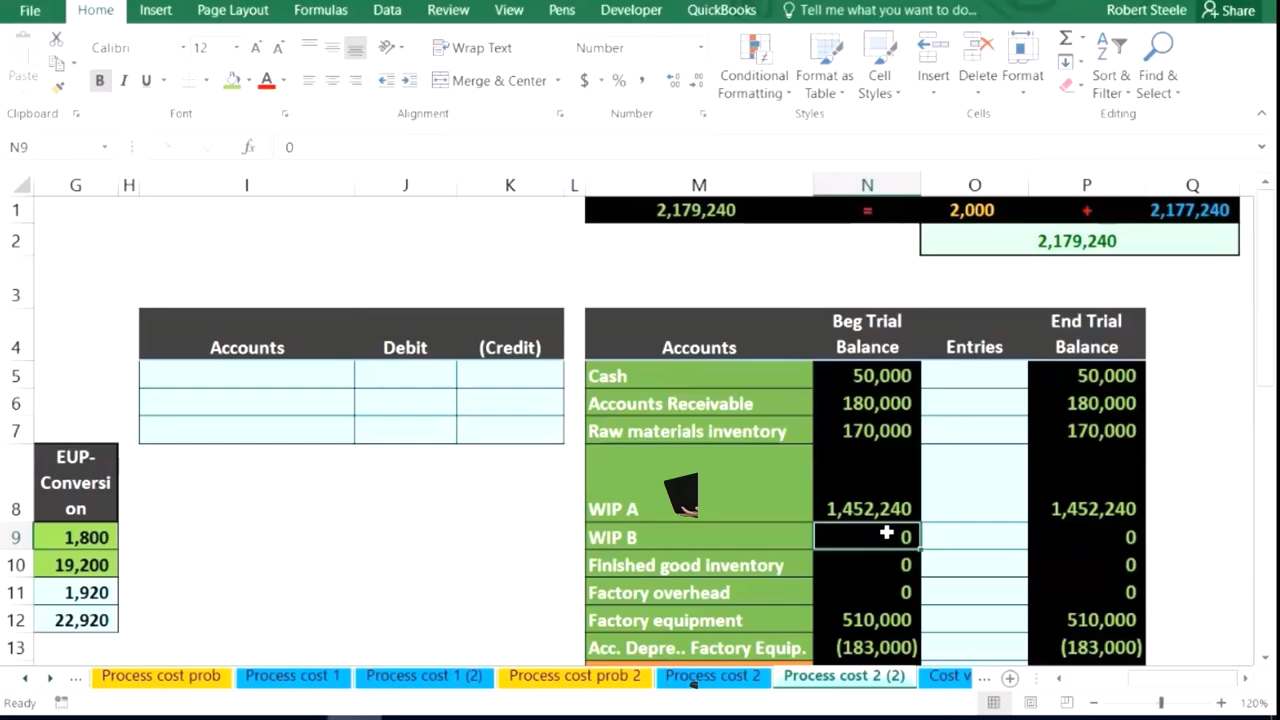 File Home Insert Page Layout Formulas Data Review View Pens Developer QuickBooks Tell me what you want to do... Robert Steele Share
Calibri 12 Wrap Text Number
Paste B I U Merge & Center $ % Conditional Formatting Format as Table Cell Styles Insert Delete Format Sort & Filter Find & Select
Clipboard Font Alignment Number Styles Cells Editing
N9 fx 0
G H I J K L M N O P Q
1 2,179,240 = 2,000 + 2,177,240
2 2,179,240
3
4 Accounts Debit (Credit) Accounts Beg Trial Balance Entries End Trial Balance
5 Cash 50,000 50,000
6 Accounts Receivable 180,000 180,000
7 Raw materials inventory 170,000 170,000
8 EUP-Conversion WIP A 1,452,240 1,452,240
9 1,800 WIP B 0 0
10 19,200 Finished good inventory 0 0
11 1,920 Factory overhead 0 0
12 22,920 Factory equipment 510,000 510,000
13 Acc. Depre.. Factory Equip. (183,000) (183,000)
... Process cost prob Process cost 1 Process cost 1 (2) Process cost prob 2 Process cost 2 Process cost 2 (2) Cost v ...
Ready 120%